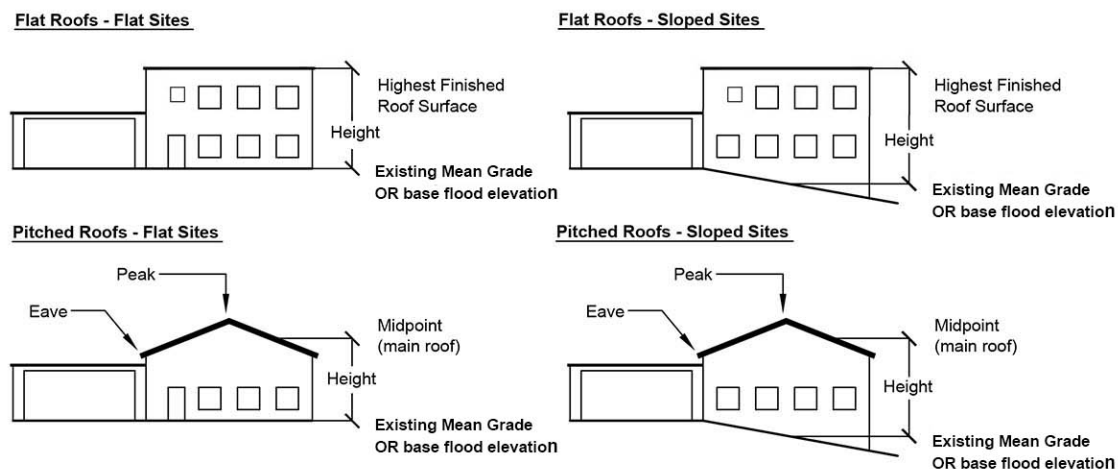 Flat Roofs - Flat Sites
Highest Finished
Roof Surface
Height
Existing Mean Grade
OR base flood elevation
Flat Roofs - Sloped Sites
Highest Finished
Roof Surface
Height
Existing Mean Grade
OR base flood elevation
Pitched Roofs - Flat Sites
Peak
Eave
Midpoint
(main roof)
Height
Existing Mean Grade
OR base flood elevation
Pitched Roofs - Sloped Sites
Peak
Eave
Midpoint
(main roof)
Height
Existing Mean Grade
OR base flood elevation